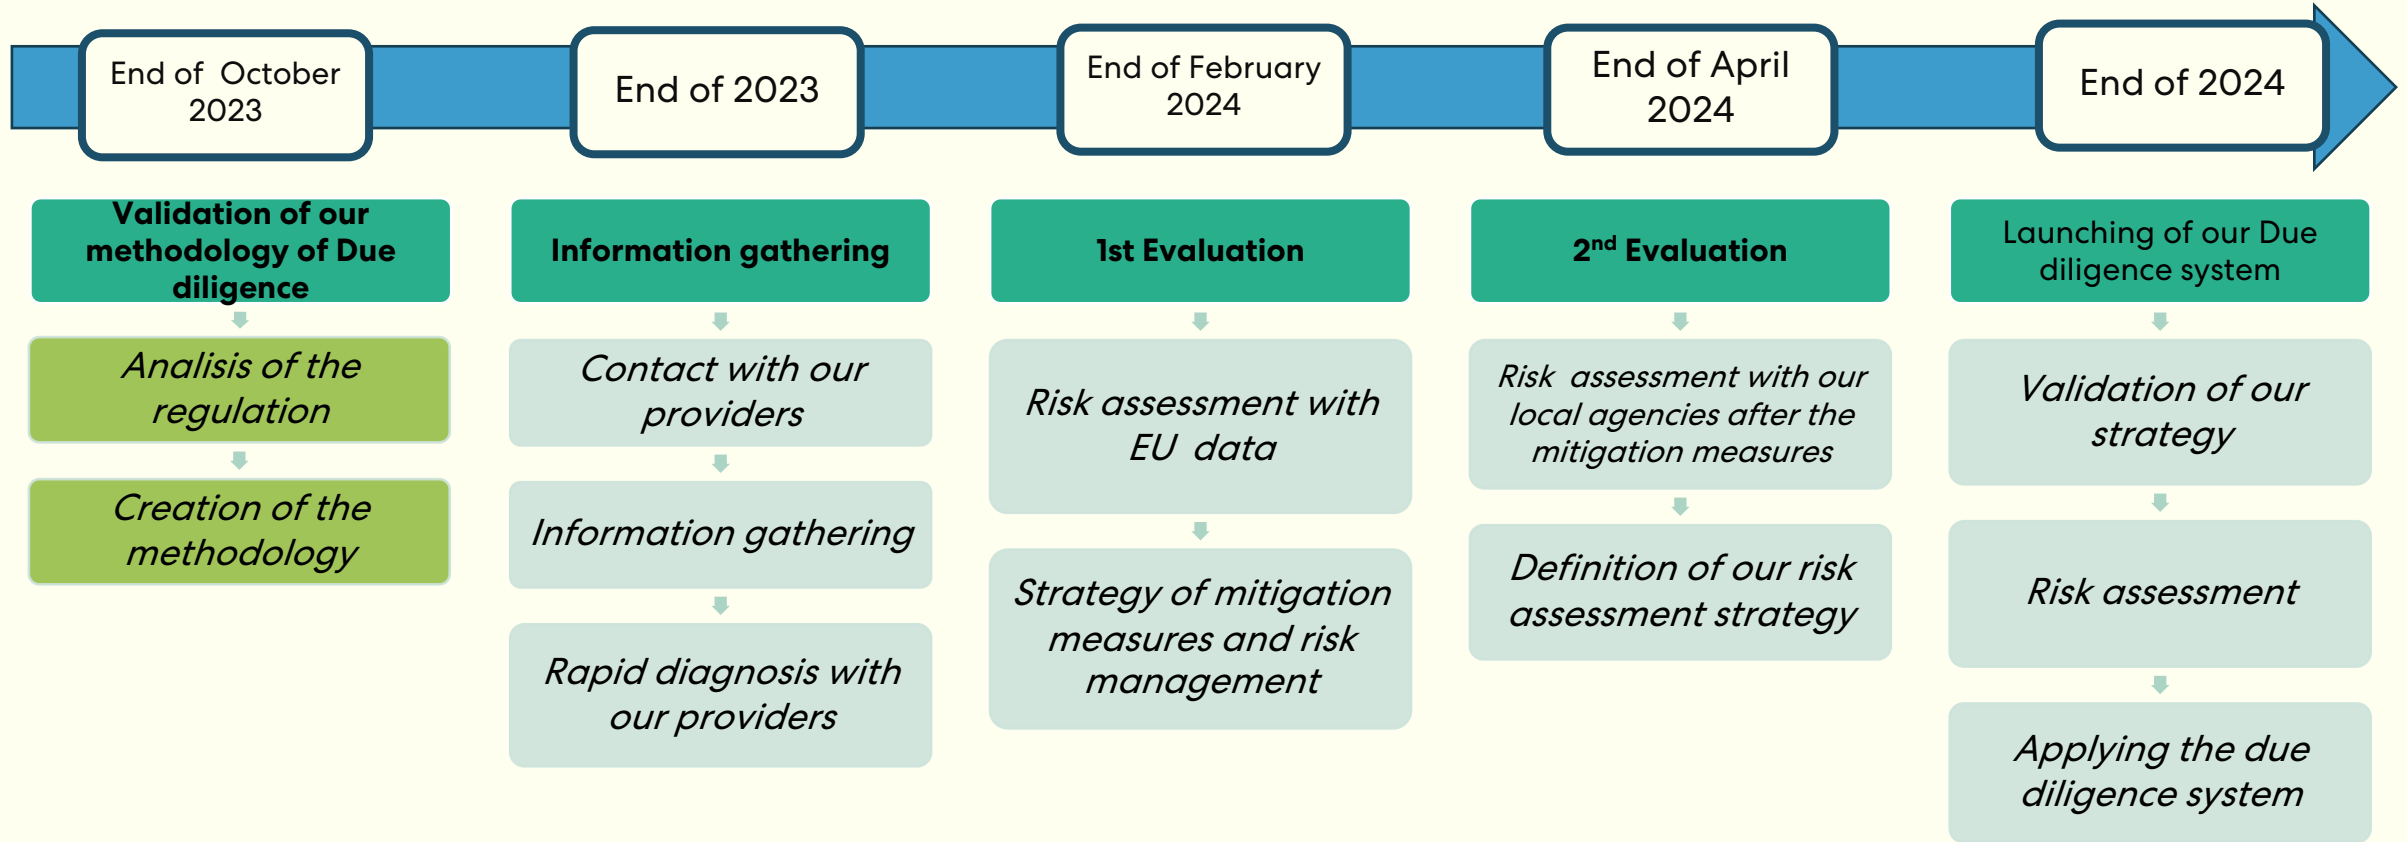 End of October
2023
End of 2023
End of February
2024
End of April
2024
End of 2024
Validation of our
methodology of Due
diligence
Analisis of the
regulation
Creation of the
methodology
Information gathering
Contact with our
providers
Information gathering
Rapid diagnosis with
our providers
1st Evaluation
Risk assessment with
EU data
Strategy of mitigation
measures and risk
management
2nd Evaluation
Risk assessment with our
local agencies after the
mitigation measures
Definition of our risk
assessment strategy
Launching of our Due
diligence system
Validation of our
strategy
Risk assessment
Applying the due
diligence system